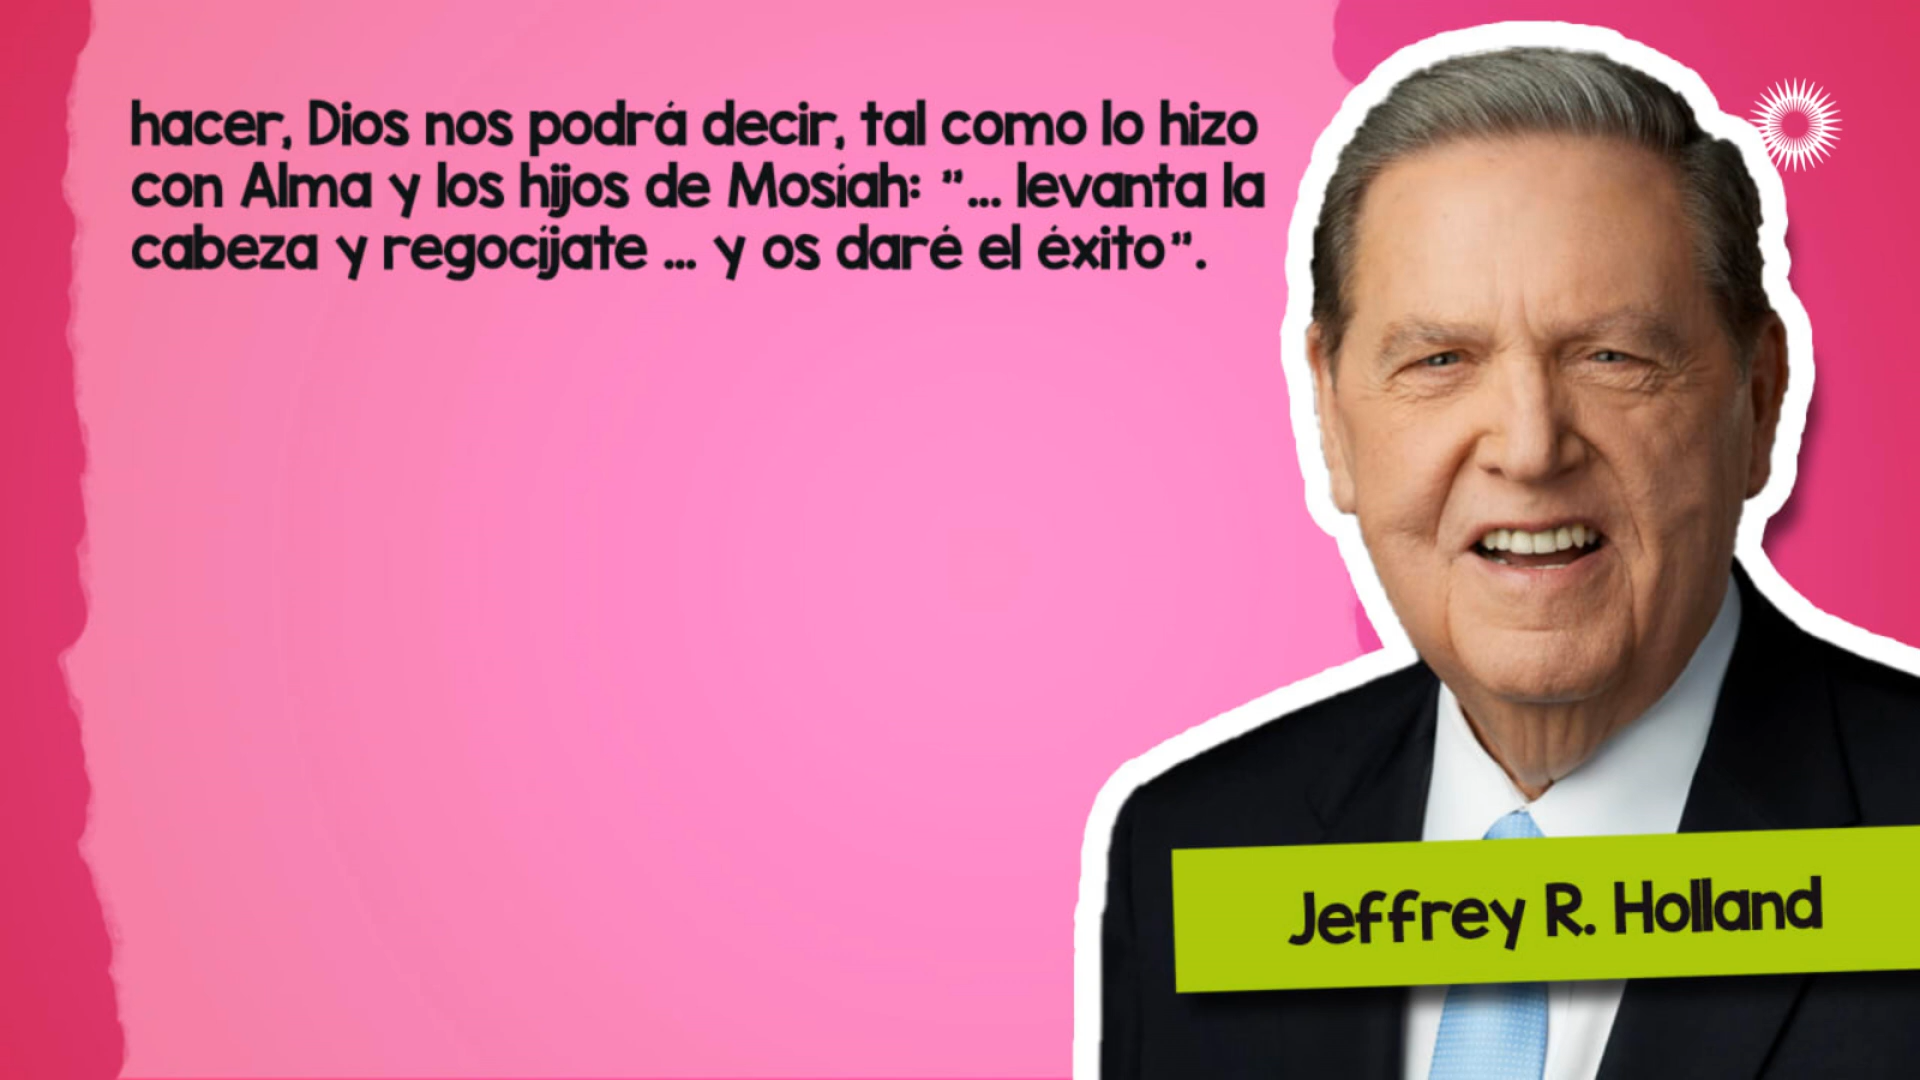 hacer, Dios nos podrá decir, tal como lo hizo
con Alma y los hijos de Mosíah: "... levanta la
cabeza y regocíjate ... y os daré el éxito".
Jeffrey R. Holland